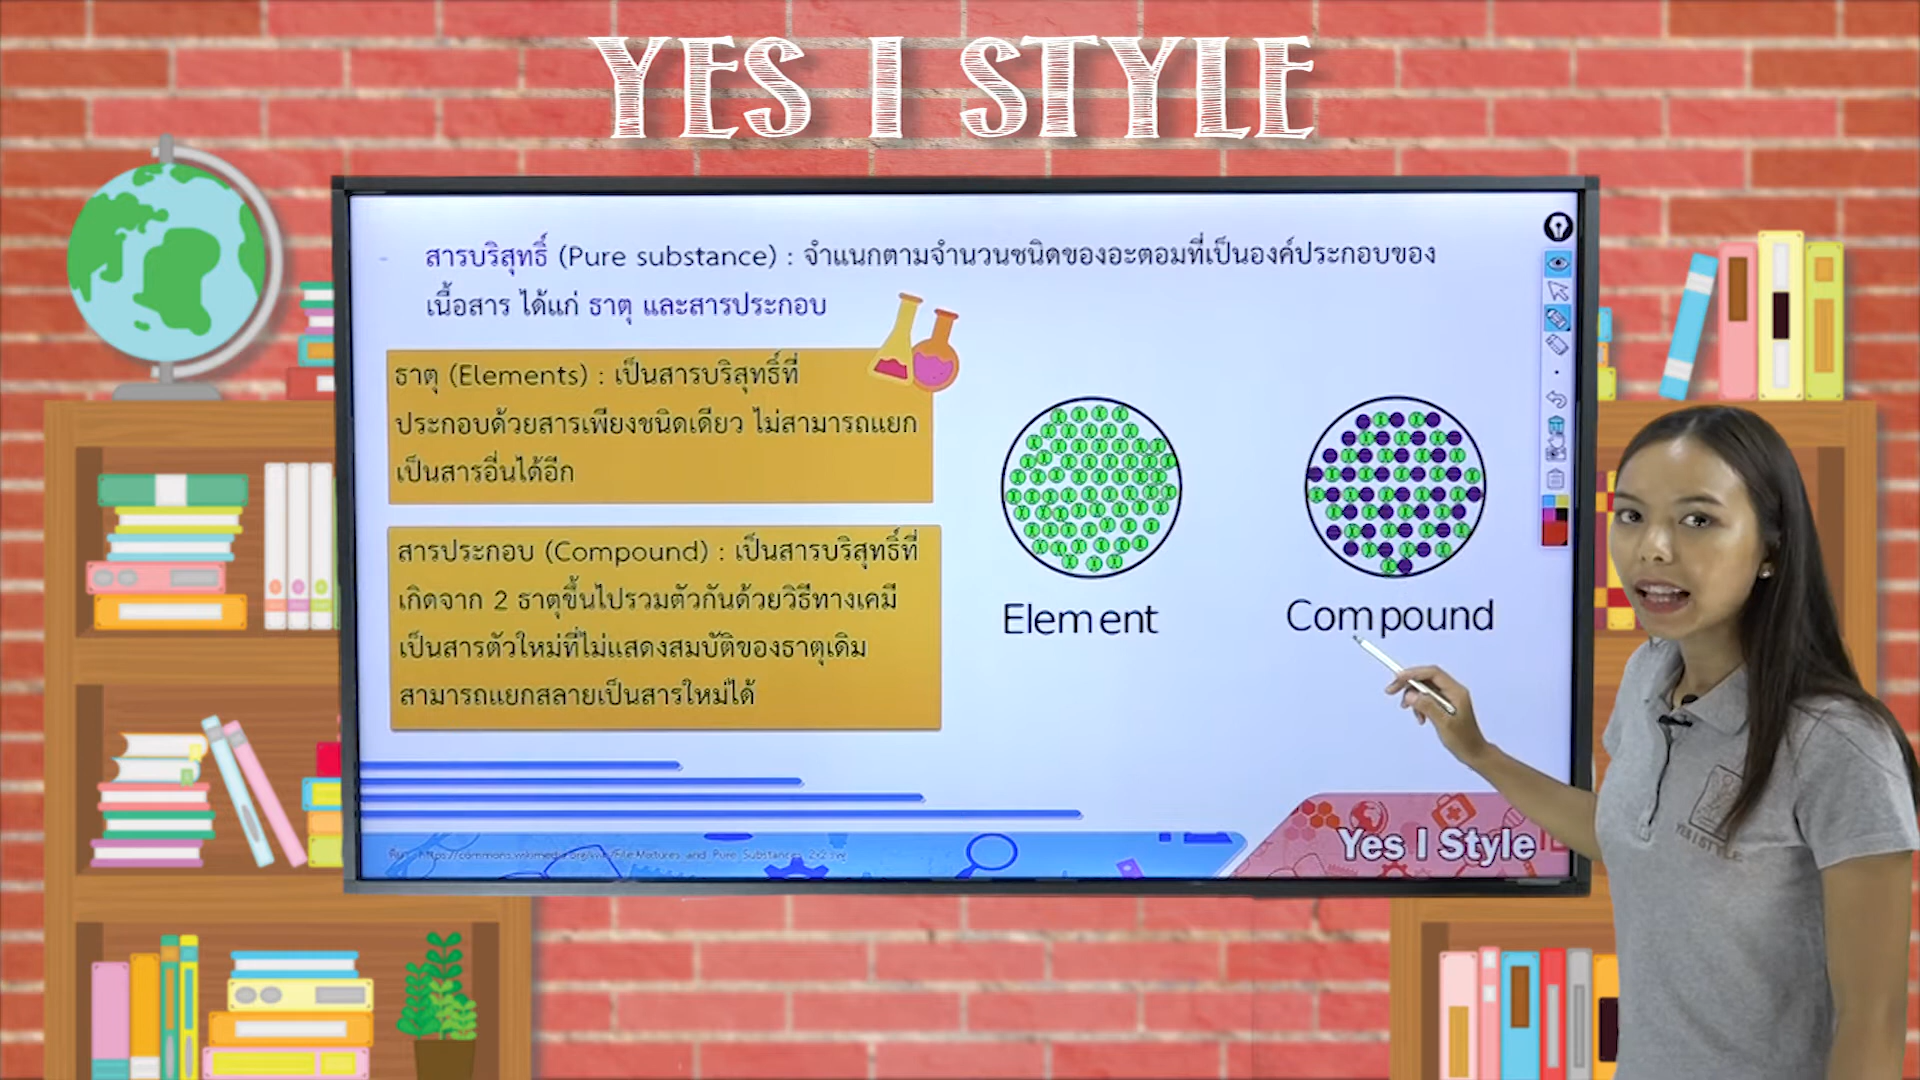 YES I STYLE
สารบริสุทธิ์ (Pure substance) : จำแนกตามจำนวนชนิดของอะตอมที่เป็นองค์ประกอบของ
เนื้อสาร ได้แก่ ธาตุ และสารประกอบ
ธาตุ (Elements) : เป็นสารบริสุทธิ์ที่
ประกอบด้วยสารเพียงชนิดเดียว ไม่สามารถแยก
เป็นสารอื่นได้อีก
สารประกอบ (Compound) : เป็นสารบริสุทธิ์ที่
เกิดจาก 2 ธาตุขึ้นไปรวมตัวกันด้วยวิธีทางเคมี
เป็นสารตัวใหม่ที่ไม่แสดงสมบัติของธาตุเดิม
สามารถแยกสลายเป็นสารใหม่ได้
Element
Compound
Yes I Style
YES I STYLE